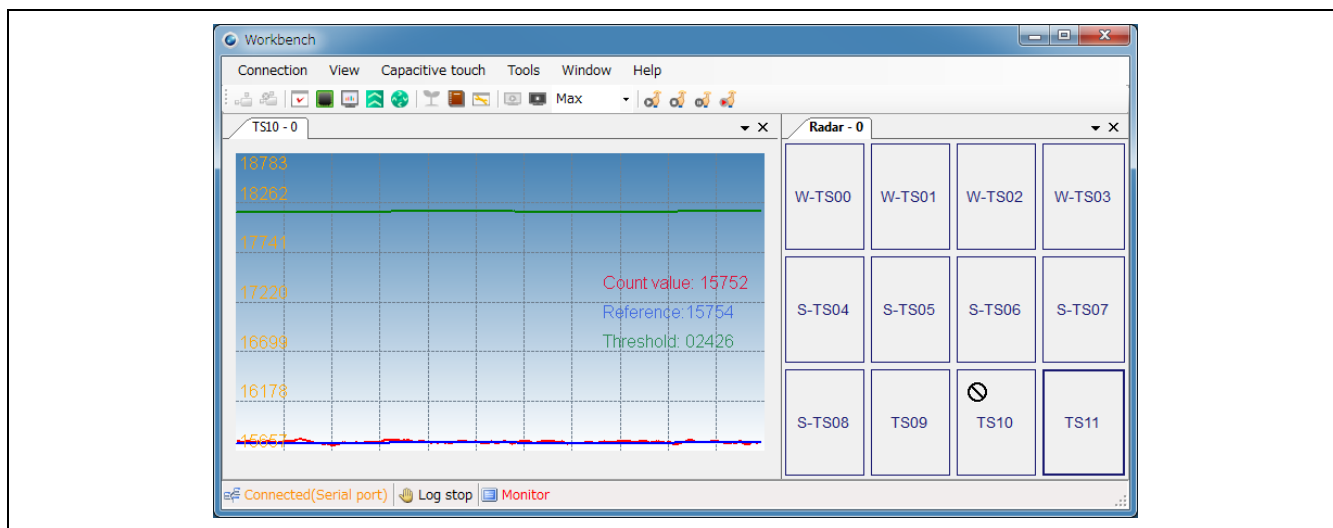 Workbench
Connection View Capacitive touch Tools Window Help
Max
TS10 - 0
Radar - 0
18783
18262
17741
17220
16699
16178
15657
Count value: 15752
Reference:15754
Threshold: 02426
W-TS00 W-TS01 W-TS02 W-TS03
S-TS04 S-TS05 S-TS06 S-TS07
S-TS08 TS09 TS10 TS11
Connected(Serial port) Log stop Monitor